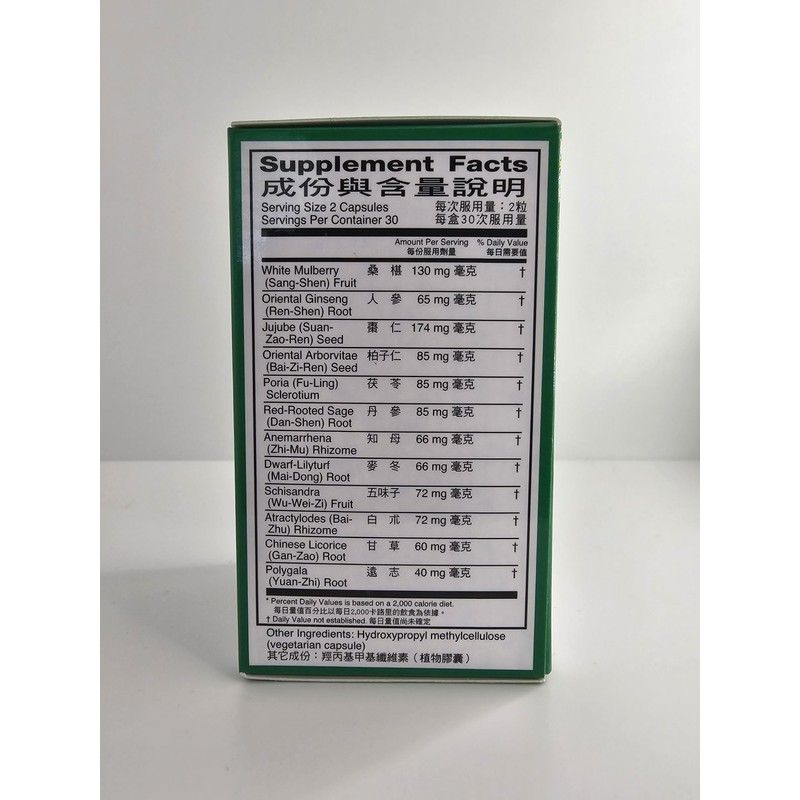 Supplement Facts
成份與含量說明
Serving Size 2 Capsules 每次服用量：2粒
Servings Per Container 30 每盒30次服用量
Amount Per Serving % Daily Value
每份服用劑量 每日需要值
White Mulberry 桑椹 130 mg 毫克 †
(Sang-Shen) Fruit
Oriental Ginseng 人參 65 mg 毫克 †
(Ren-Shen) Root
Jujube (Suan- 棗仁 174 mg 毫克 †
Zao-Ren) Seed
Oriental Arborvitae 柏子仁 85 mg 毫克 †
(Bai-Zi-Ren) Seed
Poria (Fu-Ling) 茯苓 85 mg 毫克 †
Sclerotium
Red-Rooted Sage 丹參 85 mg 毫克 †
(Dan-Shen) Root
Anemarrhena 知母 66 mg 毫克 †
(Zhi-Mu) Rhizome
Dwarf-Lilyturf 麥冬 66 mg 毫克 †
(Mai-Dong) Root
Schisandra 五味子 72 mg 毫克 †
(Wu-Wei-Zi) Fruit
Atractylodes (Bai- 白朮 72 mg 毫克 †
Zhu) Rhizome
Chinese Licorice 甘草 60 mg 毫克 †
(Gan-Zao) Root
Polygala 遠志 40 mg 毫克 †
(Yuan-Zhi) Root
* Percent Daily Values is based on a 2,000 calorie diet.
每日量值百分比以每日2,000卡路里的飲食為依據。
† Daily Value not established. 每日量值尚未確定
Other Ingredients: Hydroxypropyl methylcellulose
(vegetarian capsule)
其它成份：羥丙基甲基纖維素（植物膠囊）